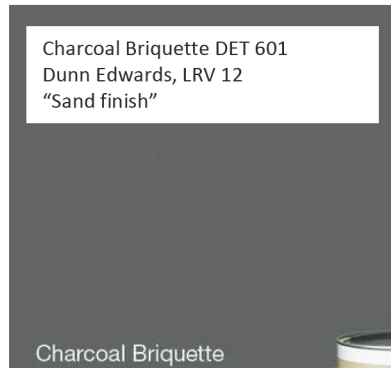 Charcoal Briquette DET 601
Dunn Edwards, LRV 12
“Sand finish”
Charcoal Briquette